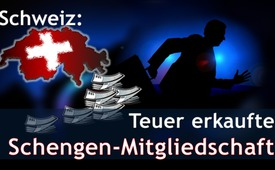 Schweiz:
Teuer erkaufte
Schengen-Mitgliedschaft